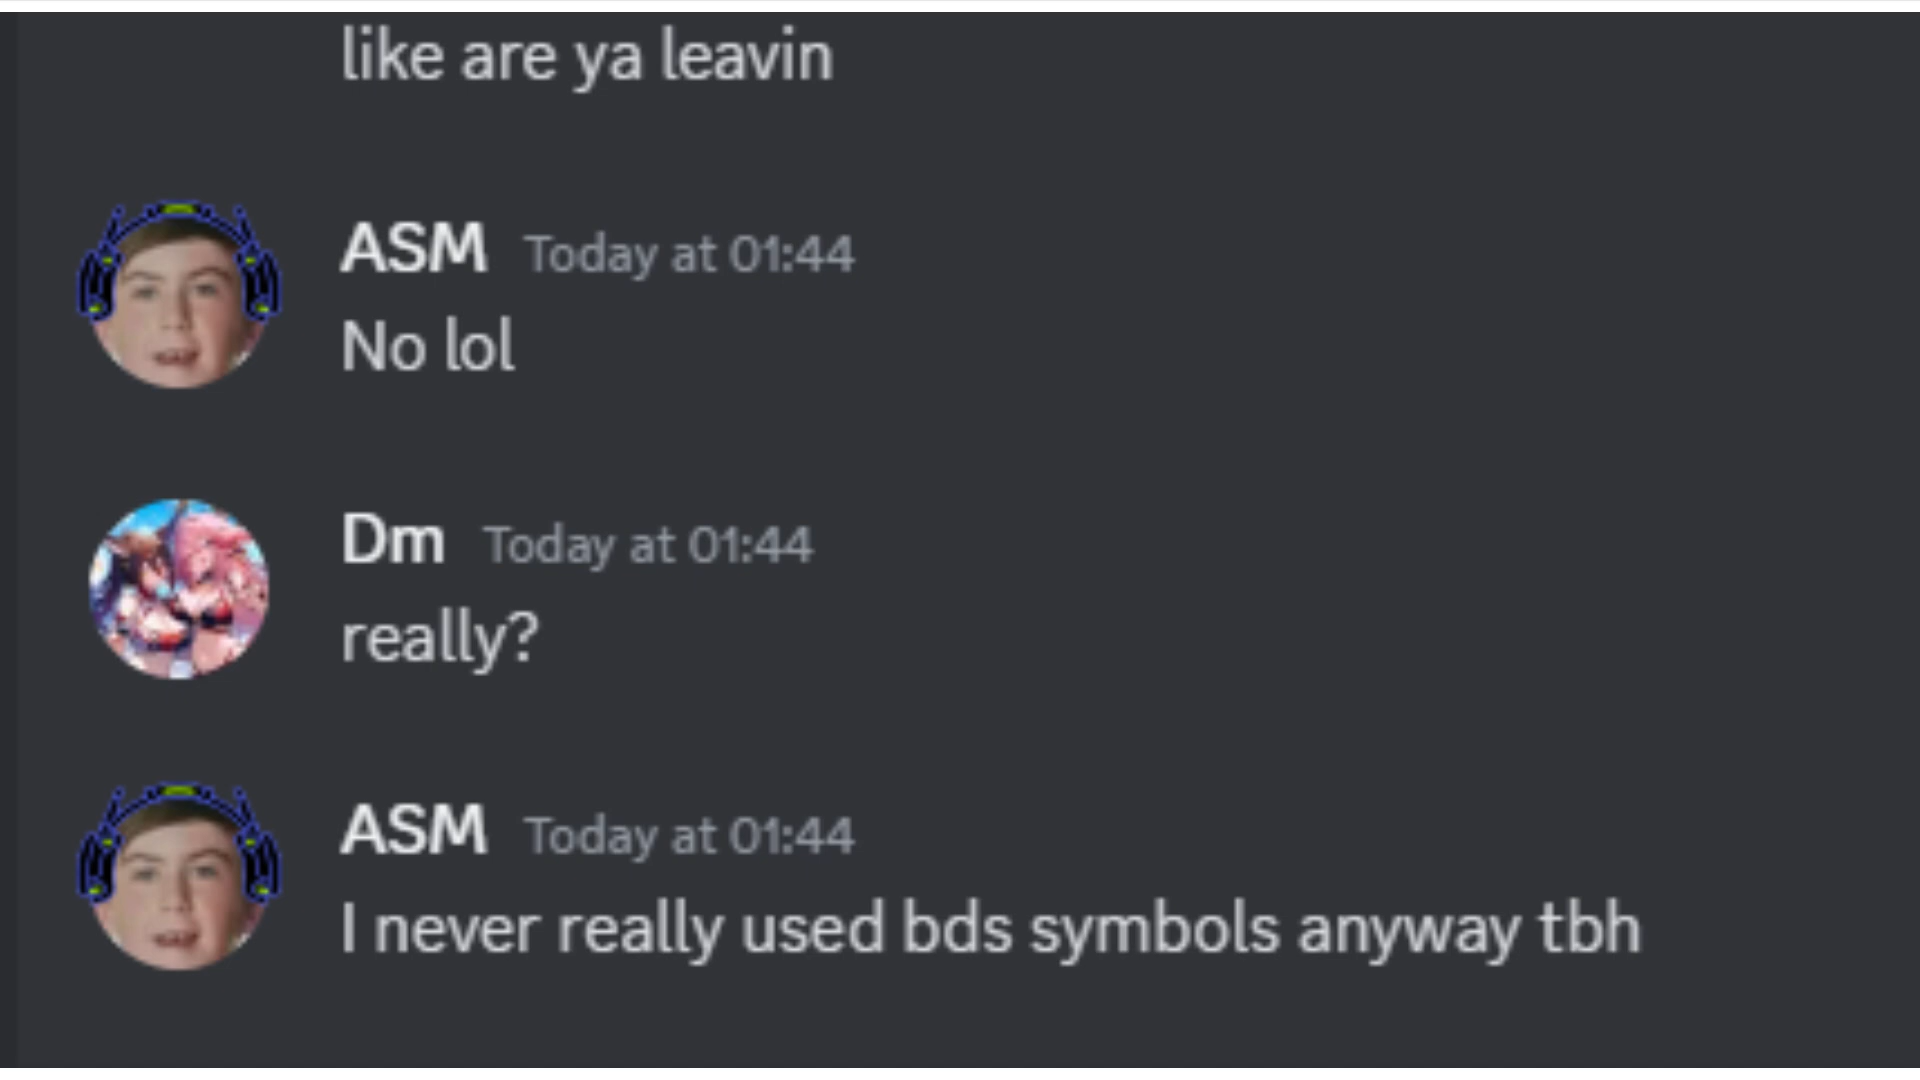 like are ya leavin
ASM Today at 01:44
No lol
Dm Today at 01:44
really?
ASM Today at 01:44
I never really used bds symbols anyway tbh